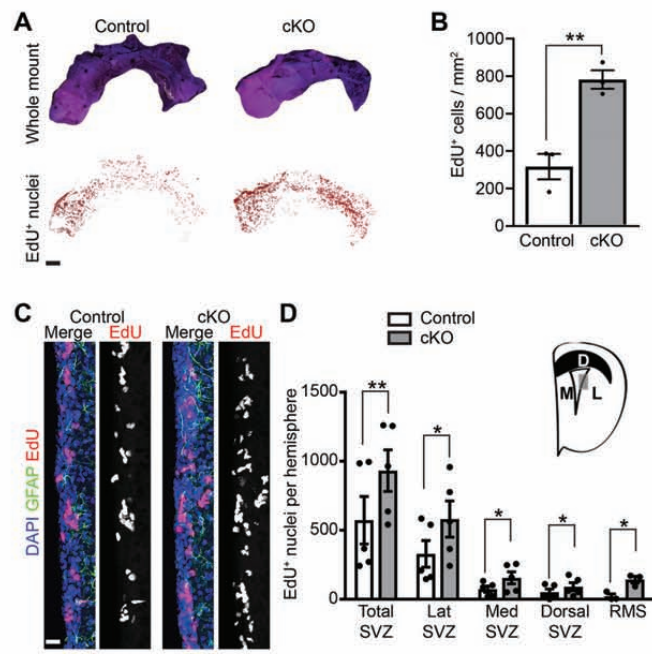 A
Control
cKO
Whole mount
EdU⁺ nuclei
B
**
EdU⁺ cells / mm²
1000
800
600
400
200
0
Control
cKO
C
Control
cKO
Merge EdU
Merge EdU
DAPI GFAP EdU
D
Control
cKO
D
M
L
EdU⁺ nuclei per hemisphere
1500
1000
500
0
**
*
*
*
*
Total
SVZ
Lat
SVZ
Med
SVZ
Dorsal
SVZ
RMS